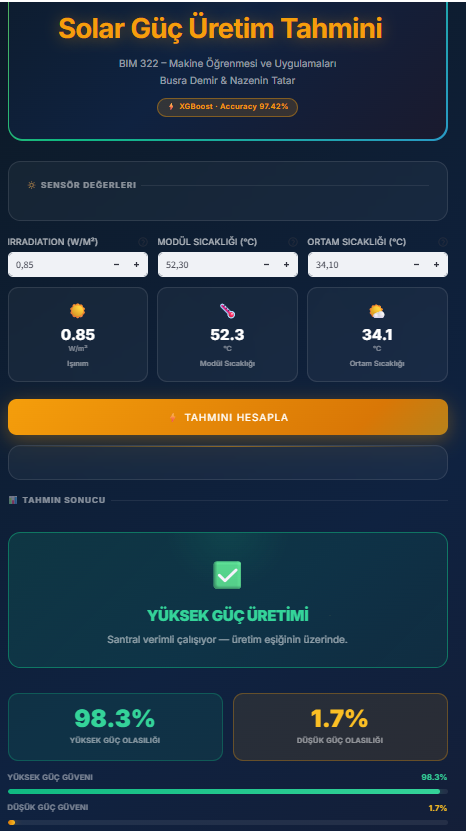 Solar Güç Üretim Tahmini
BIM 322 – Makine Öğrenmesi ve Uygulamaları
Busra Demir & Nazenin Tatar
XGBoost · Accuracy 97.42%
SENSÖR DEĞERLERI
IRRADIATION (W/M²)
MODÜL SICAKLIĞI (°C)
ORTAM SICAKLIĞI (°C)
0,85 − +
52,30 − +
34,10 − +
0.85
W/m²
Işınım
52.3
°C
Modül Sıcaklığı
34.1
°C
Ortam Sıcaklığı
TAHMINI HESAPLA
TAHMIN SONUCU
YÜKSEK GÜÇ ÜRETİMİ
Santral verimli çalışıyor — üretim eşiğinin üzerinde.
98.3%
YÜKSEK GÜÇ OLASILIĞI
1.7%
DÜŞÜK GÜÇ OLASILIĞI
YÜKSEK GÜÇ GÜVENI 98.3%
DÜŞÜK GÜÇ GÜVENI 1.7%